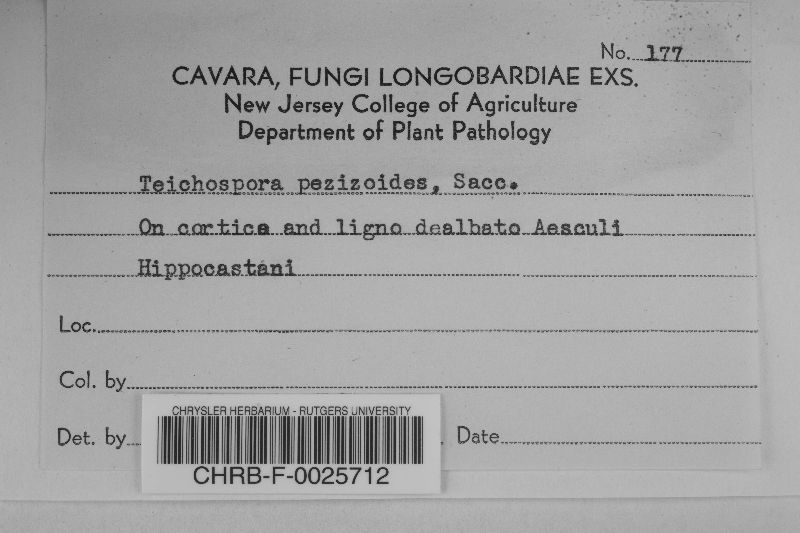 No. 177
CAVARA, FUNGI LONGOBARDIAE EXS.
New Jersey College of Agriculture
Department of Plant Pathology
Teichospora pezizoides, Sacc.
On cortice and ligno dealbato Aesculi
Hippocastani
Loc.
Col. by
Det. by Date
CHRYSLER HERBARIUM - RUTGERS UNIVERSITY
CHRB-F-0025712